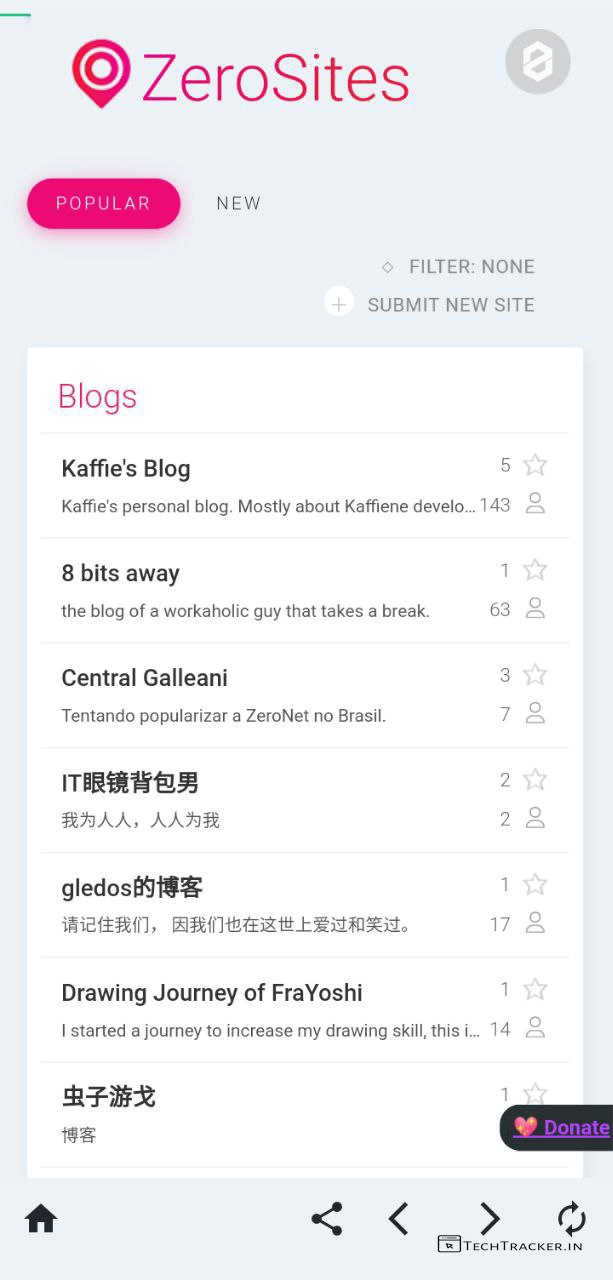 ZeroSites
POPULAR
NEW
FILTER: NONE
SUBMIT NEW SITE
Blogs
Kaffie's Blog
5
Kaffie's personal blog. Mostly about Kaffiene develo...
143
8 bits away
1
the blog of a workaholic guy that takes a break.
63
Central Galleani
3
Tentando popularizar a ZeroNet no Brasil.
7
IT眼镜背包男
2
我为人人，人人为我
2
gledos的博客
1
请记住我们， 因我们也在这世上爱过和笑过。
17
Drawing Journey of FraYoshi
1
I started a journey to increase my drawing skill, this i...
14
虫子游戈
1
💖 Donate
博客
TECHTRACKER.IN